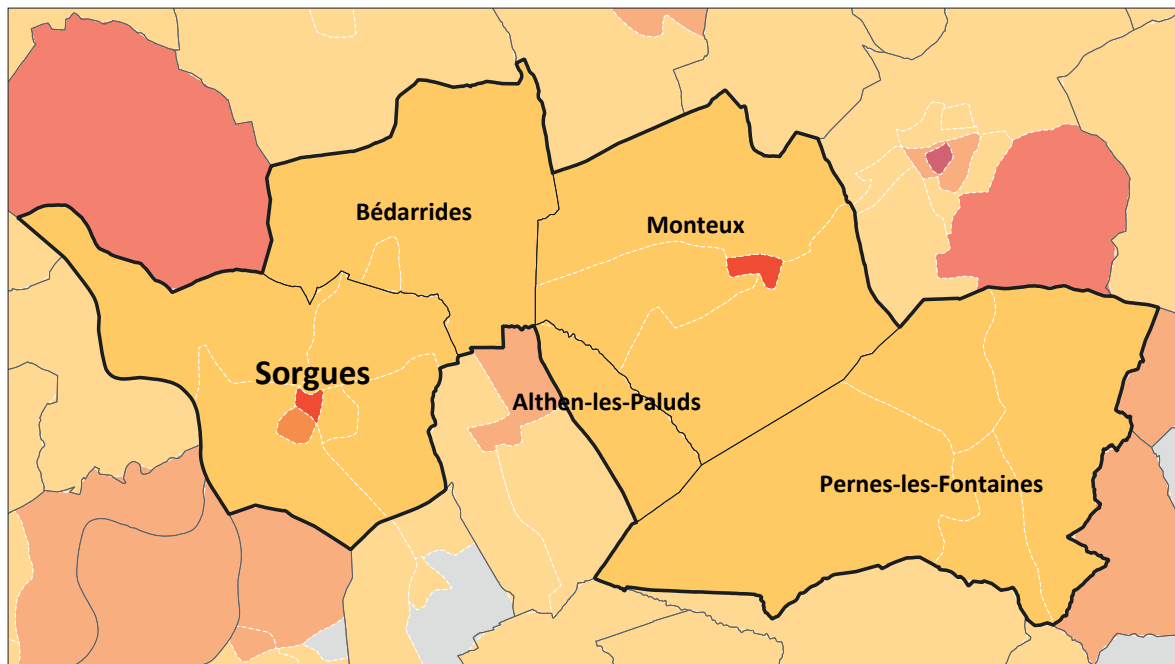 Bédarrides
Monteux
Sorgues
Althen-les-Paluds
Pernes-les-Fontaines